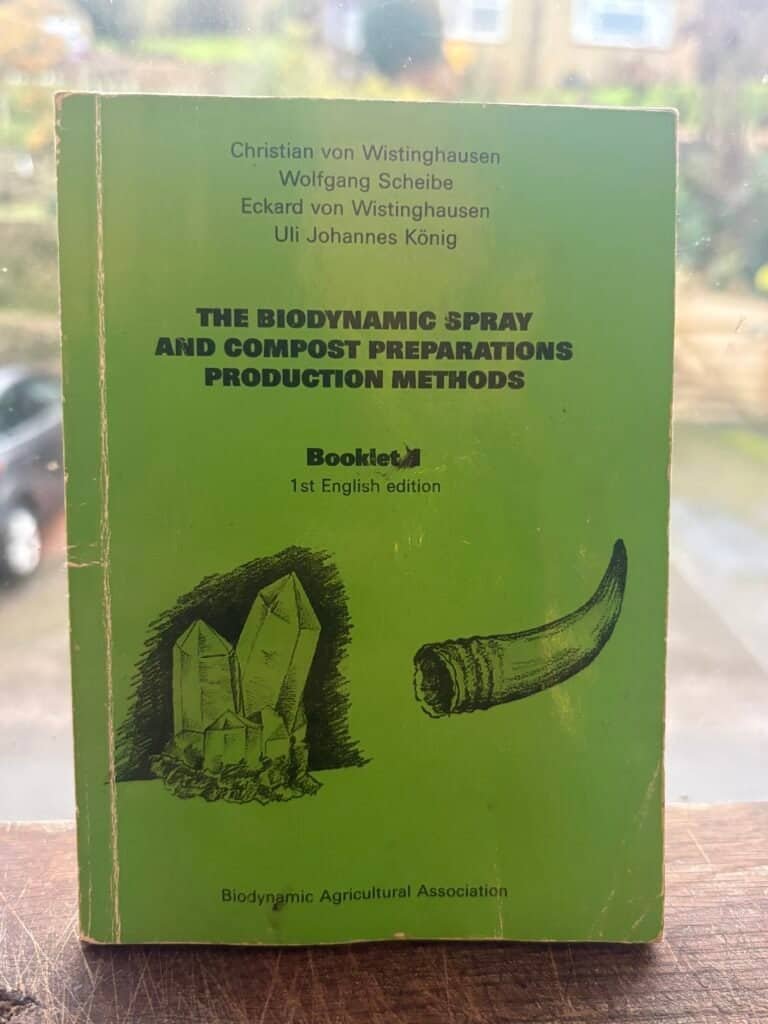 Christian von Wistinghausen
Wolfgang Scheibe
Eckard von Wistinghausen
Uli Johannes König
THE BIODYNAMIC SPRAY
AND COMPOST PREPARATIONS
PRODUCTION METHODS
Booklet 1
1st English edition
Biodynamic Agricultural Association